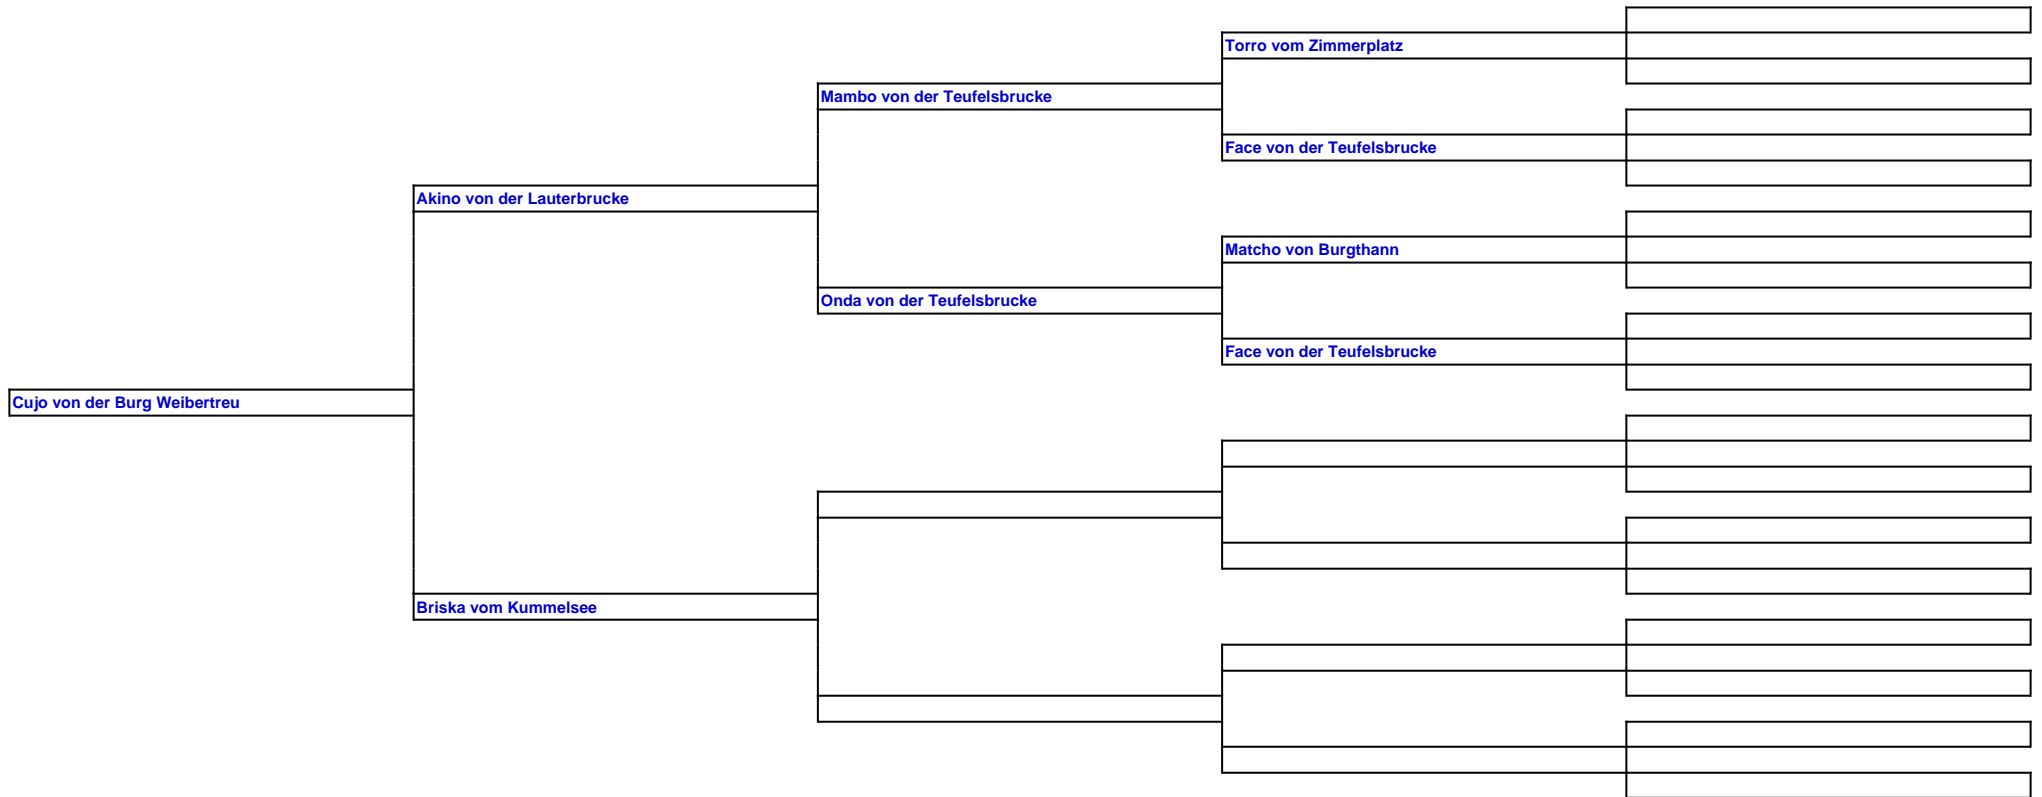 Torro vom Zimmerplatz
Mambo von der Teufelsbrucke
Face von der Teufelsbrucke
Akino von der Lauterbrucke
Matcho von Burgthann
Onda von der Teufelsbrucke
Face von der Teufelsbrucke
Cujo von der Burg Weibertreu
Briska vom Kummelsee